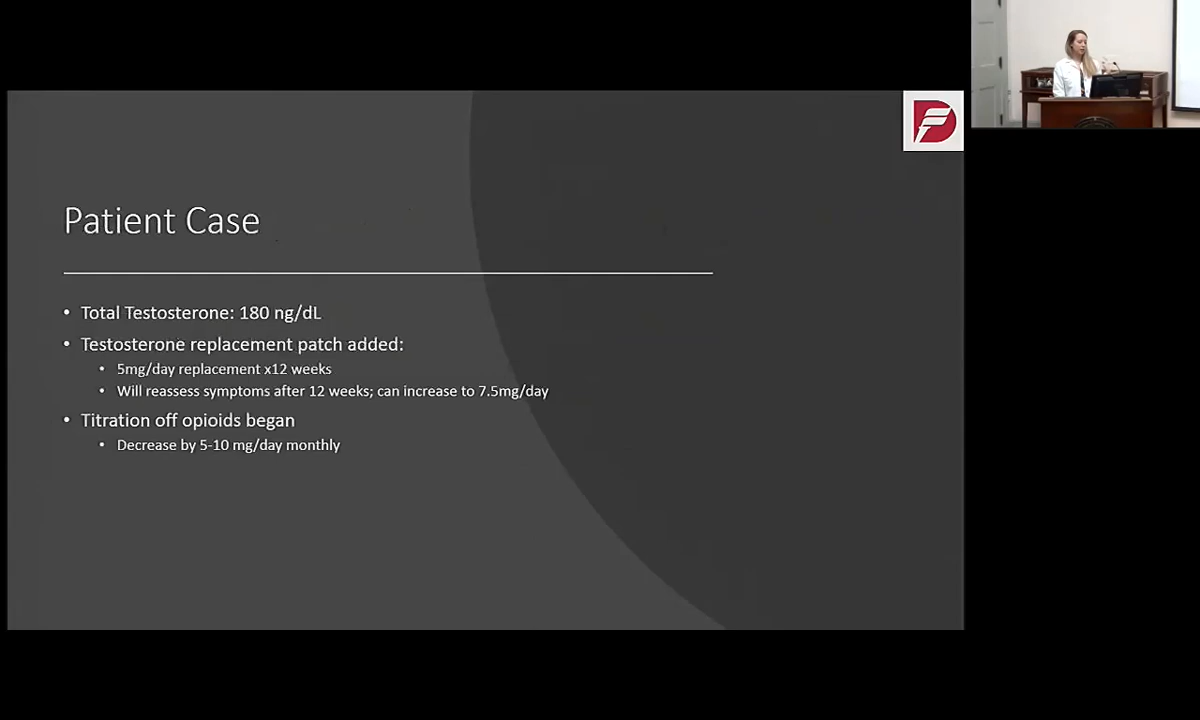 Patient Case
• Total Testosterone: 180 ng/dL
• Testosterone replacement patch added:
• 5mg/day replacement x12 weeks
• Will reassess symptoms after 12 weeks; can increase to 7.5mg/day
• Titration off opioids began
• Decrease by 5-10 mg/day monthly